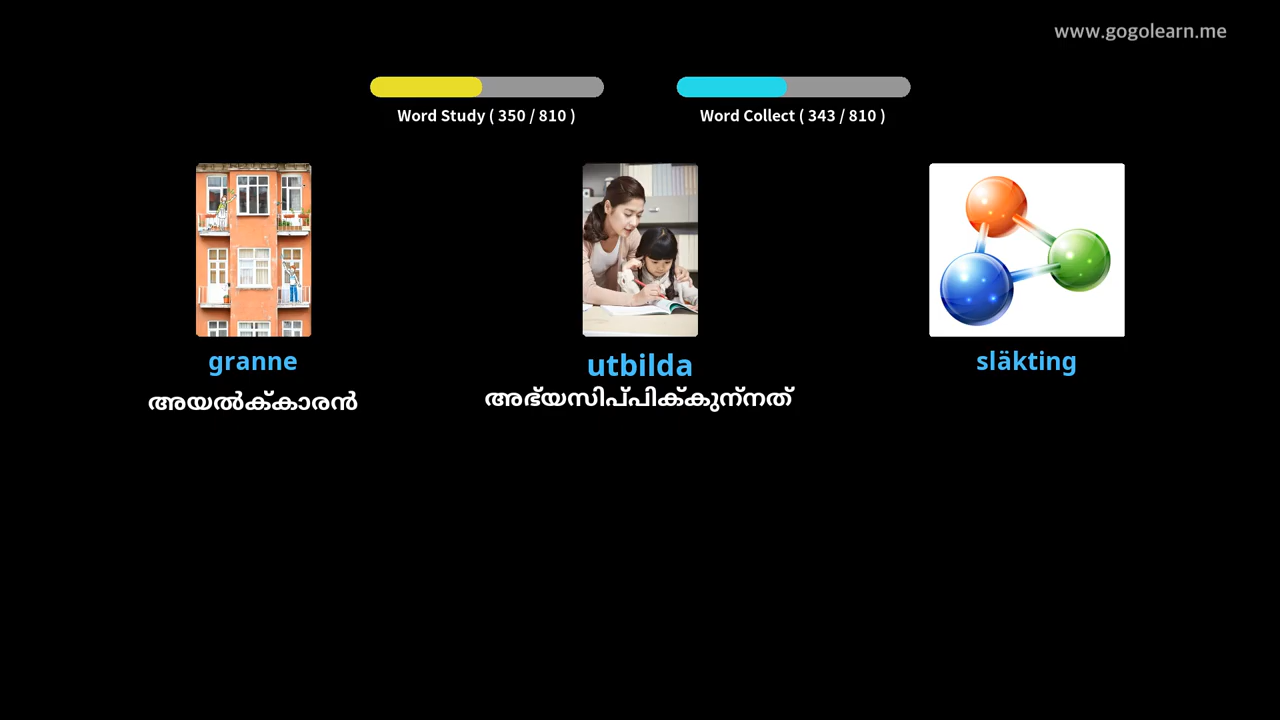 www.gogolearn.me
Word Study ( 350 / 810 )
Word Collect ( 343 / 810 )
granne
utbilda
släkting
അയൽക്കാരൻ
അഭ്യസിപ്പിക്കുന്നത്